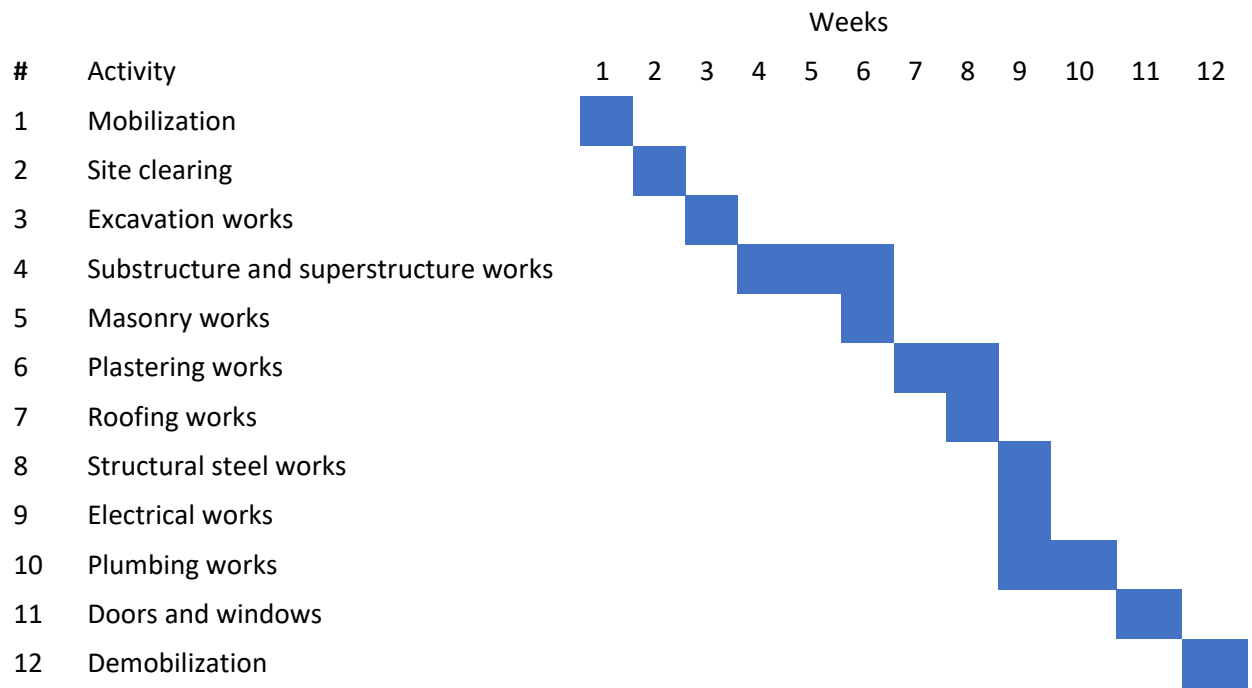 Weeks
# Activity 1 2 3 4 5 6 7 8 9 10 11 12
1 Mobilization
2 Site clearing
3 Excavation works
4 Substructure and superstructure works
5 Masonry works
6 Plastering works
7 Roofing works
8 Structural steel works
9 Electrical works
10 Plumbing works
11 Doors and windows
12 Demobilization